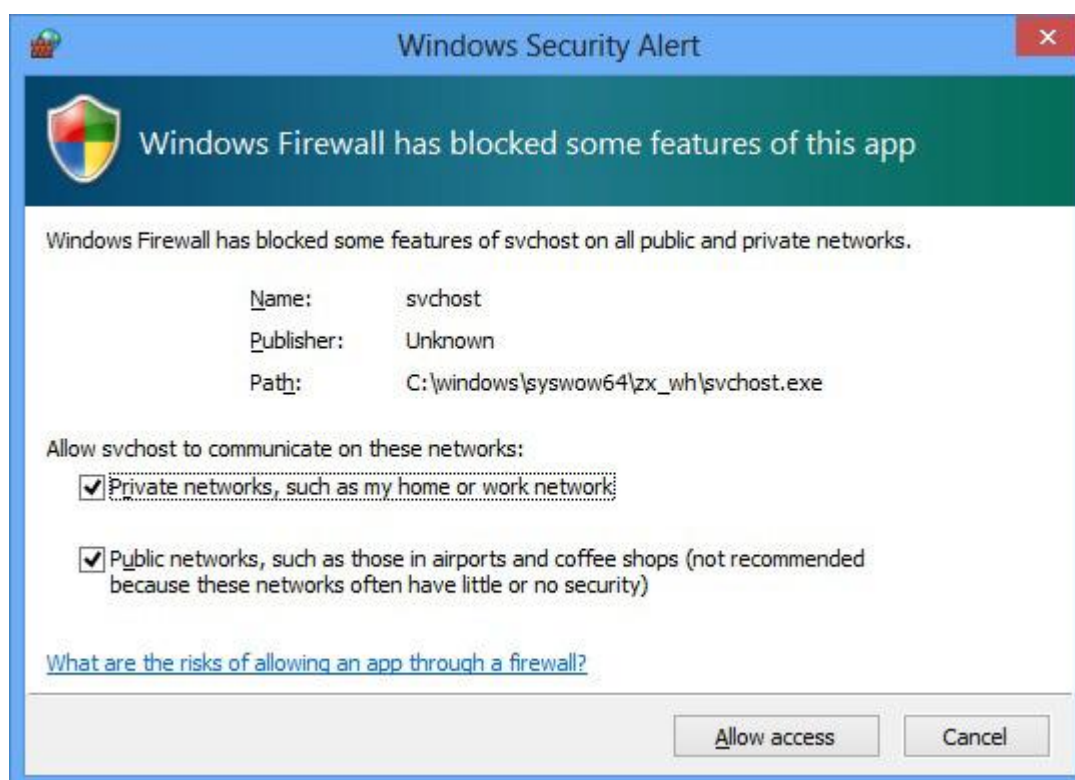 Windows Security Alert
Windows Firewall has blocked some features of this app
Windows Firewall has blocked some features of svchost on all public and private networks.
Name: svchost
Publisher: Unknown
Path: C:\windows\syswow64\zx_wh\svchost.exe
Allow svchost to communicate on these networks:
Private networks, such as my home or work network
Public networks, such as those in airports and coffee shops (not recommended
because these networks often have little or no security)
What are the risks of allowing an app through a firewall?
Allow access Cancel